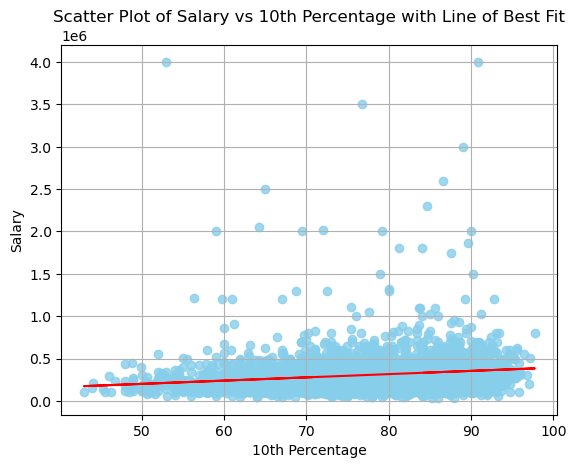 Scatter Plot of Salary vs 10th Percentage with Line of Best Fit
1e6
4.0
3.5
3.0
2.5
2.0
1.5
1.0
0.5
0.0
Salary
50 60 70 80 90 100
10th Percentage